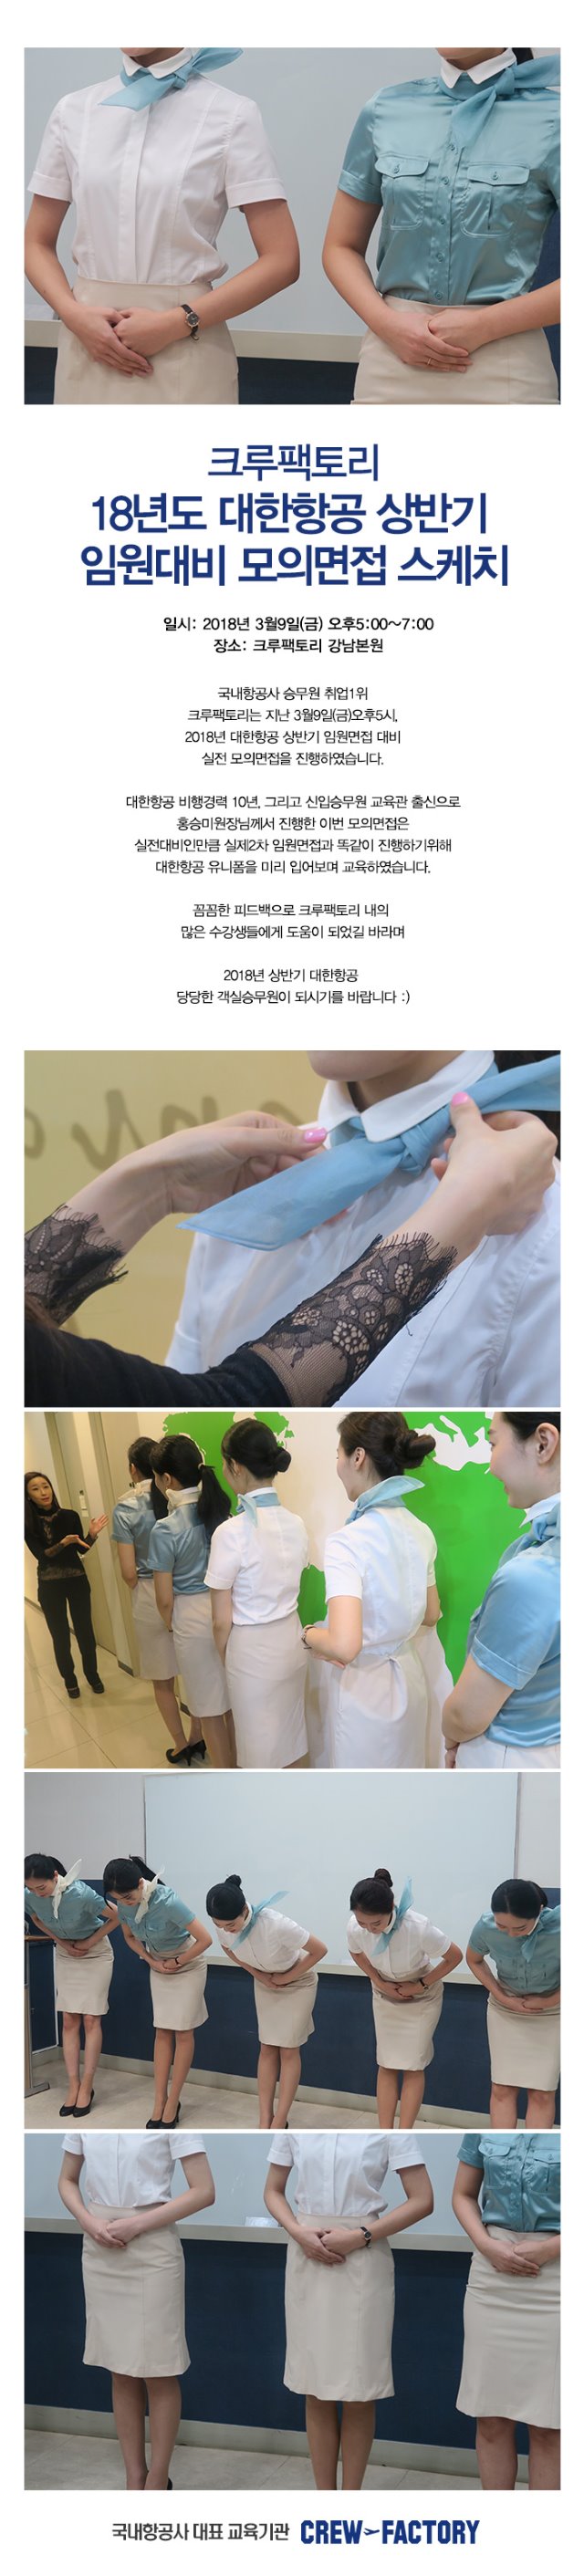 크루팩토리
18년도 대한항공 상반기
임원대비 모의면접 스케치
일시: 2018년 3월9일(금) 오후5:00~7:00
장소: 크루팩토리 강남본원
국내항공사 승무원 취업1위
크루팩토리는 지난 3월9일(금)오후5시,
2018년 대한항공 상반기 임원면접 대비
실전 모의면접을 진행하였습니다.
대한항공 비행경력 10년, 그리고 신입승무원 교육관 출신으로
홍승미원장님께서 진행한 이번 모의면접은
실전대비인만큼 실제2차 임원면접과 똑같이 진행하기위해
대한항공 유니폼을 미리 입어보며 교육하였습니다.
꼼꼼한 피드백으로 크루팩토리 내의
많은 수강생들에게 도움이 되었길 바라며
2018년 상반기 대한항공
당당한 객실승무원이 되시기를 바랍니다 :)
국내항공사 대표 교육기관 CREW FACTORY